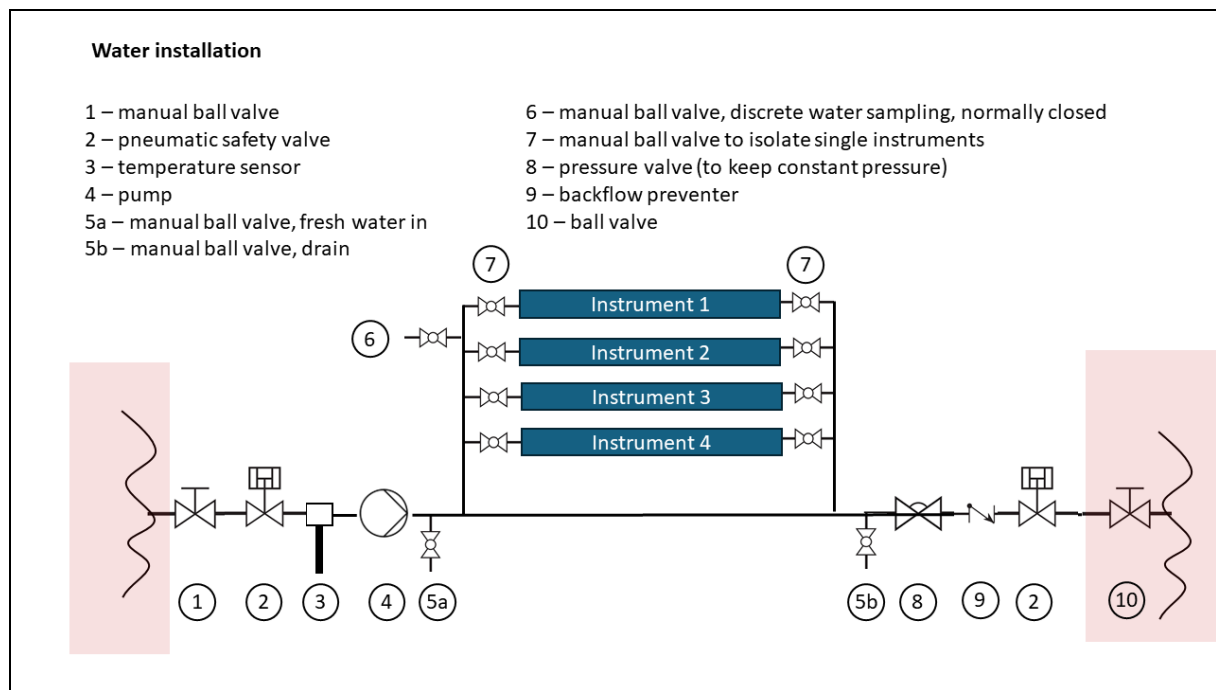 Water installation
1 – manual ball valve
2 – pneumatic safety valve
3 – temperature sensor
4 – pump
5a – manual ball valve, fresh water in
5b – manual ball valve, drain
6 – manual ball valve, discrete water sampling, normally closed
7 – manual ball valve to isolate single instruments
8 – pressure valve (to keep constant pressure)
9 – backflow preventer
10 – ball valve
7
7
Instrument 1
6
Instrument 2
Instrument 3
Instrument 4
1
2
3
4
5a
5b
8
9
2
10